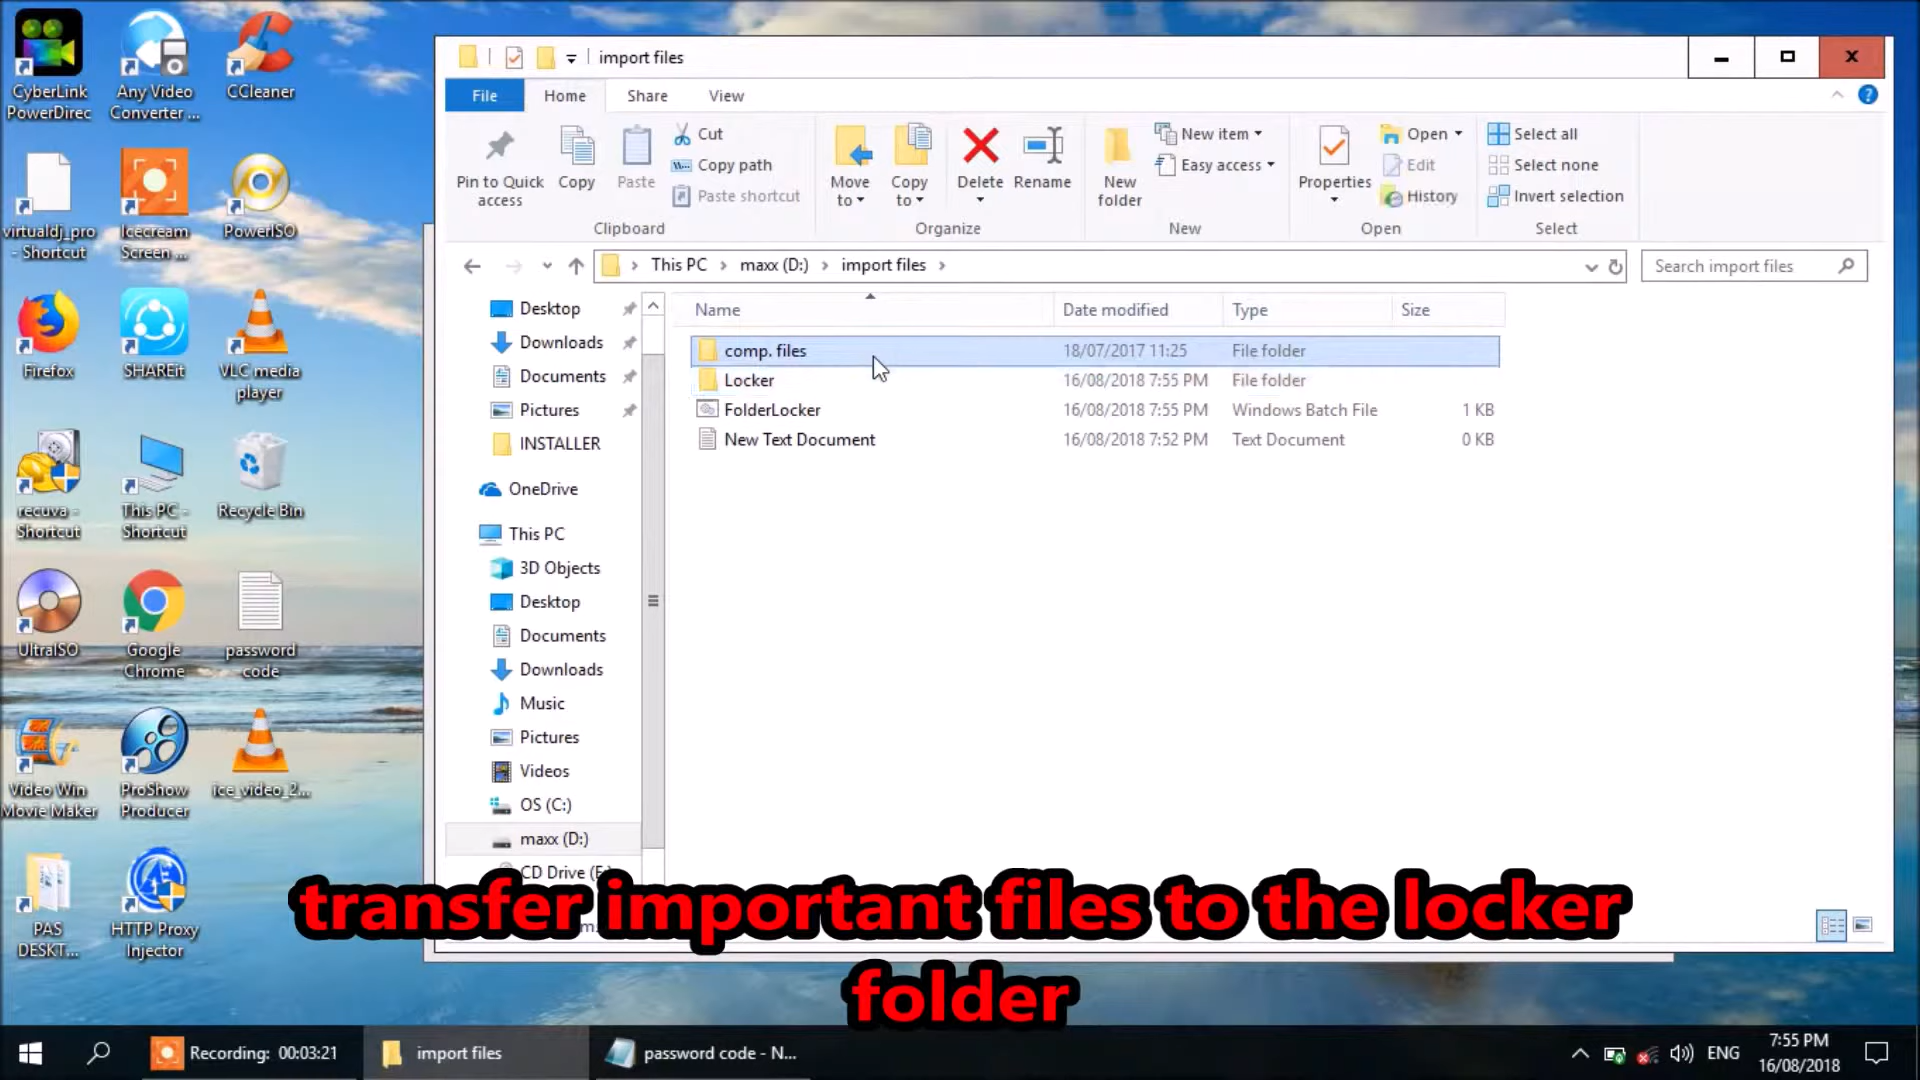 CyberLink
PowerDirec
Any Video
Converter ...
CCleaner
virtualdj_pro
- Shortcut
Icecream
Screen ...
PowerISO
Firefox
SHAREit
VLC media
player
recuva -
Shortcut
This PC -
Shortcut
Recycle Bin
UltraISO
Google
Chrome
password
code
Video Win
Movie Maker
ProShow
Producer
ice_video_2...
PAS
DESKT...
HTTP Proxy
Injector
import files
File
Home
Share
View
Pin to Quick
access
Copy
Paste
Cut
Copy path
Paste shortcut
Clipboard
Move
to
Copy
to
Delete
Rename
Organize
New
folder
New item
Easy access
New
Properties
Open
Edit
History
Open
Select all
Select none
Invert selection
Select
This PC > maxx (D:) > import files >
Search import files
Desktop
Downloads
Documents
Pictures
INSTALLER
OneDrive
This PC
3D Objects
Desktop
Documents
Downloads
Music
Pictures
Videos
OS (C:)
maxx (D:)
CD Drive (E:)
Name Date modified Type Size
comp. files 18/07/2017 11:25 File folder
Locker 16/08/2018 7:55 PM File folder
FolderLocker 16/08/2018 7:55 PM Windows Batch File 1 KB
New Text Document 16/08/2018 7:52 PM Text Document 0 KB
transfer important files to the locker
folder
Recording: 00:03:21
import files
password code - N...
ENG
7:55 PM
16/08/2018